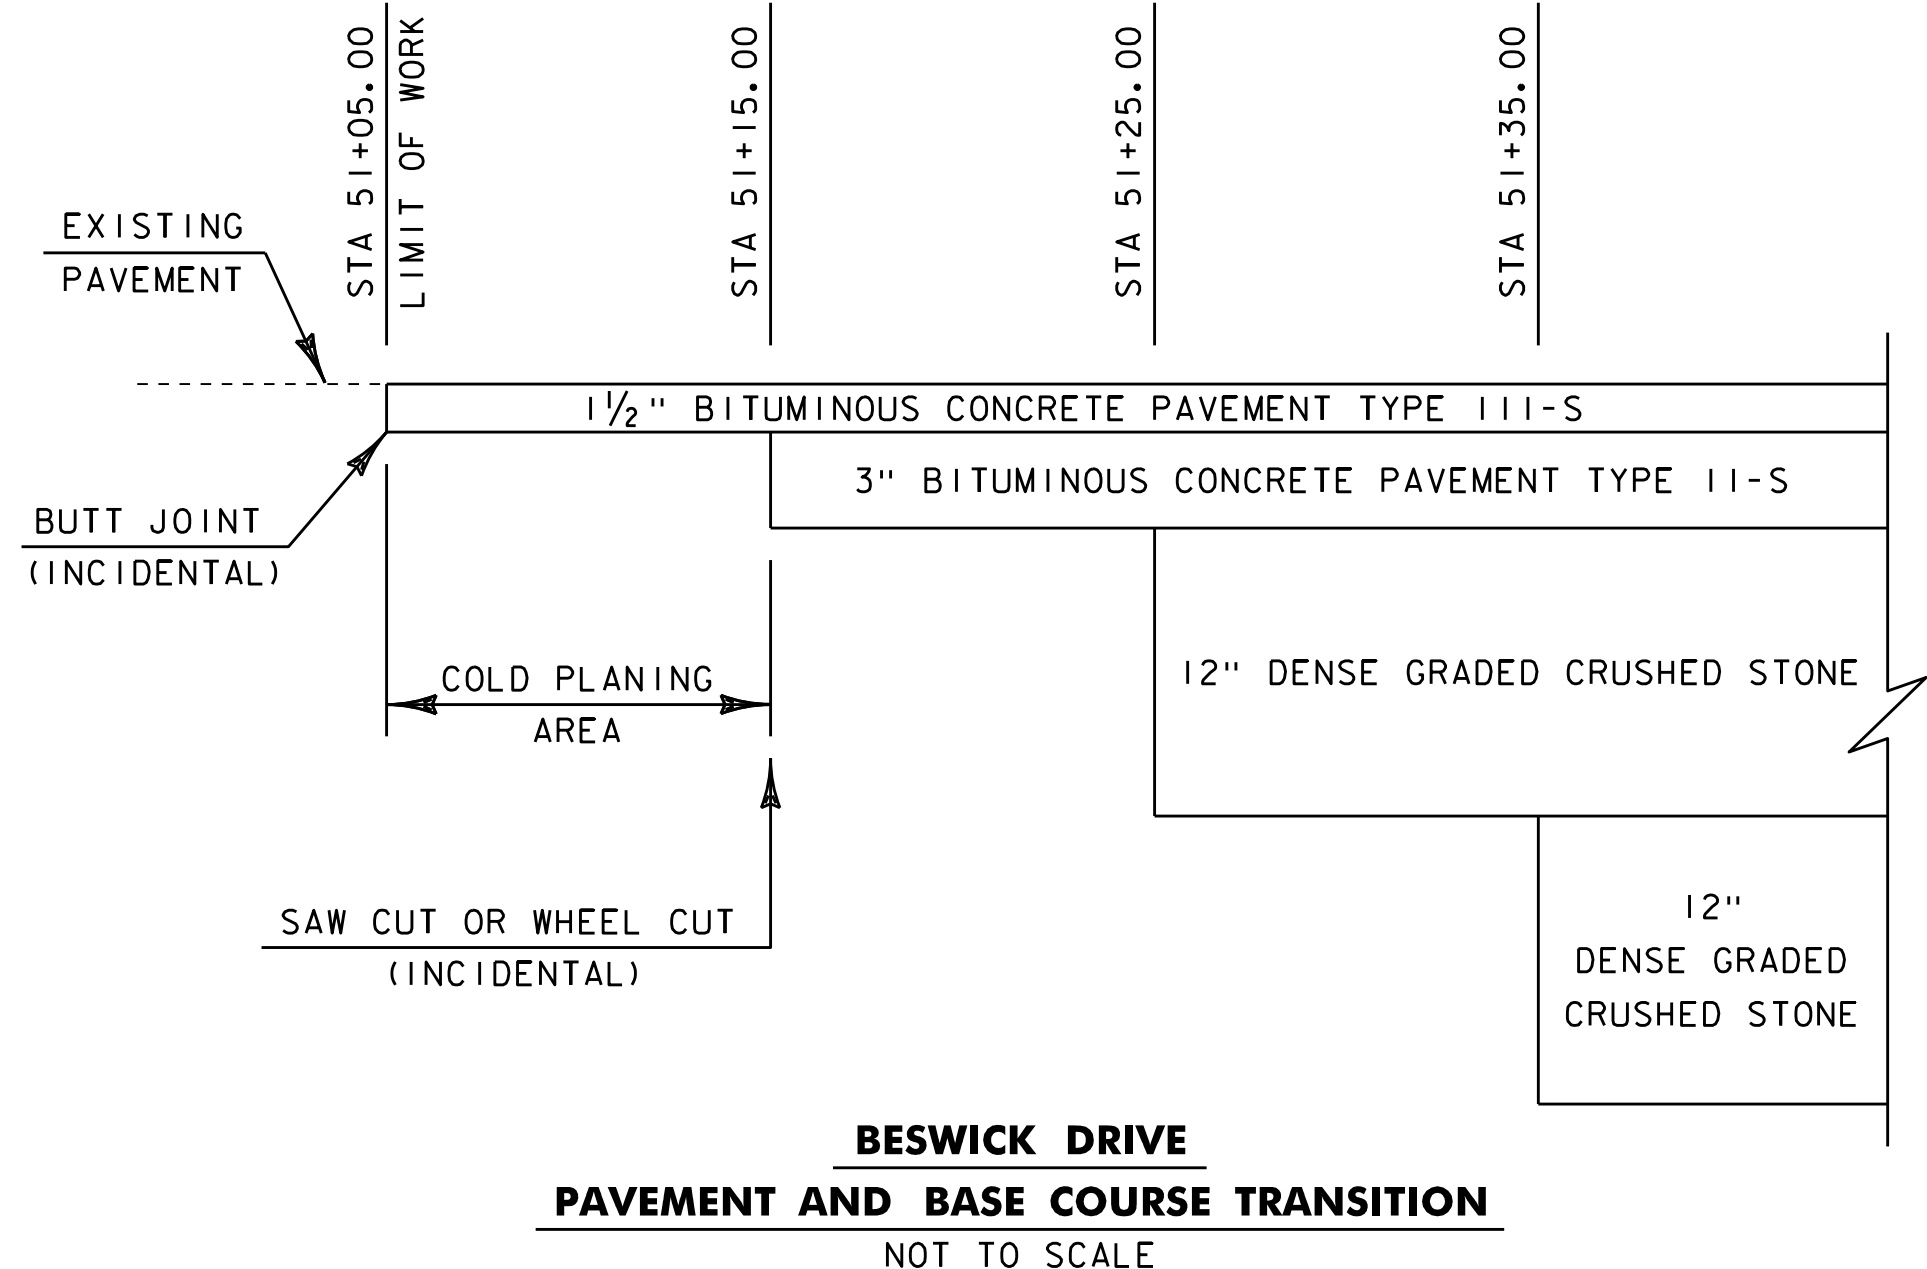 STA 51+05.00
LIMIT OF WORK
STA 51+15.00
STA 51+25.00
STA 51+35.00
EXISTING
PAVEMENT
1 1/2" BITUMINOUS CONCRETE PAVEMENT TYPE III-S
3" BITUMINOUS CONCRETE PAVEMENT TYPE II-S
BUTT JOINT
(INCIDENTAL)
COLD PLANING
AREA
12" DENSE GRADED CRUSHED STONE
SAW CUT OR WHEEL CUT
(INCIDENTAL)
12"
DENSE GRADED
CRUSHED STONE
BESWICK DRIVE
PAVEMENT AND BASE COURSE TRANSITION
NOT TO SCALE